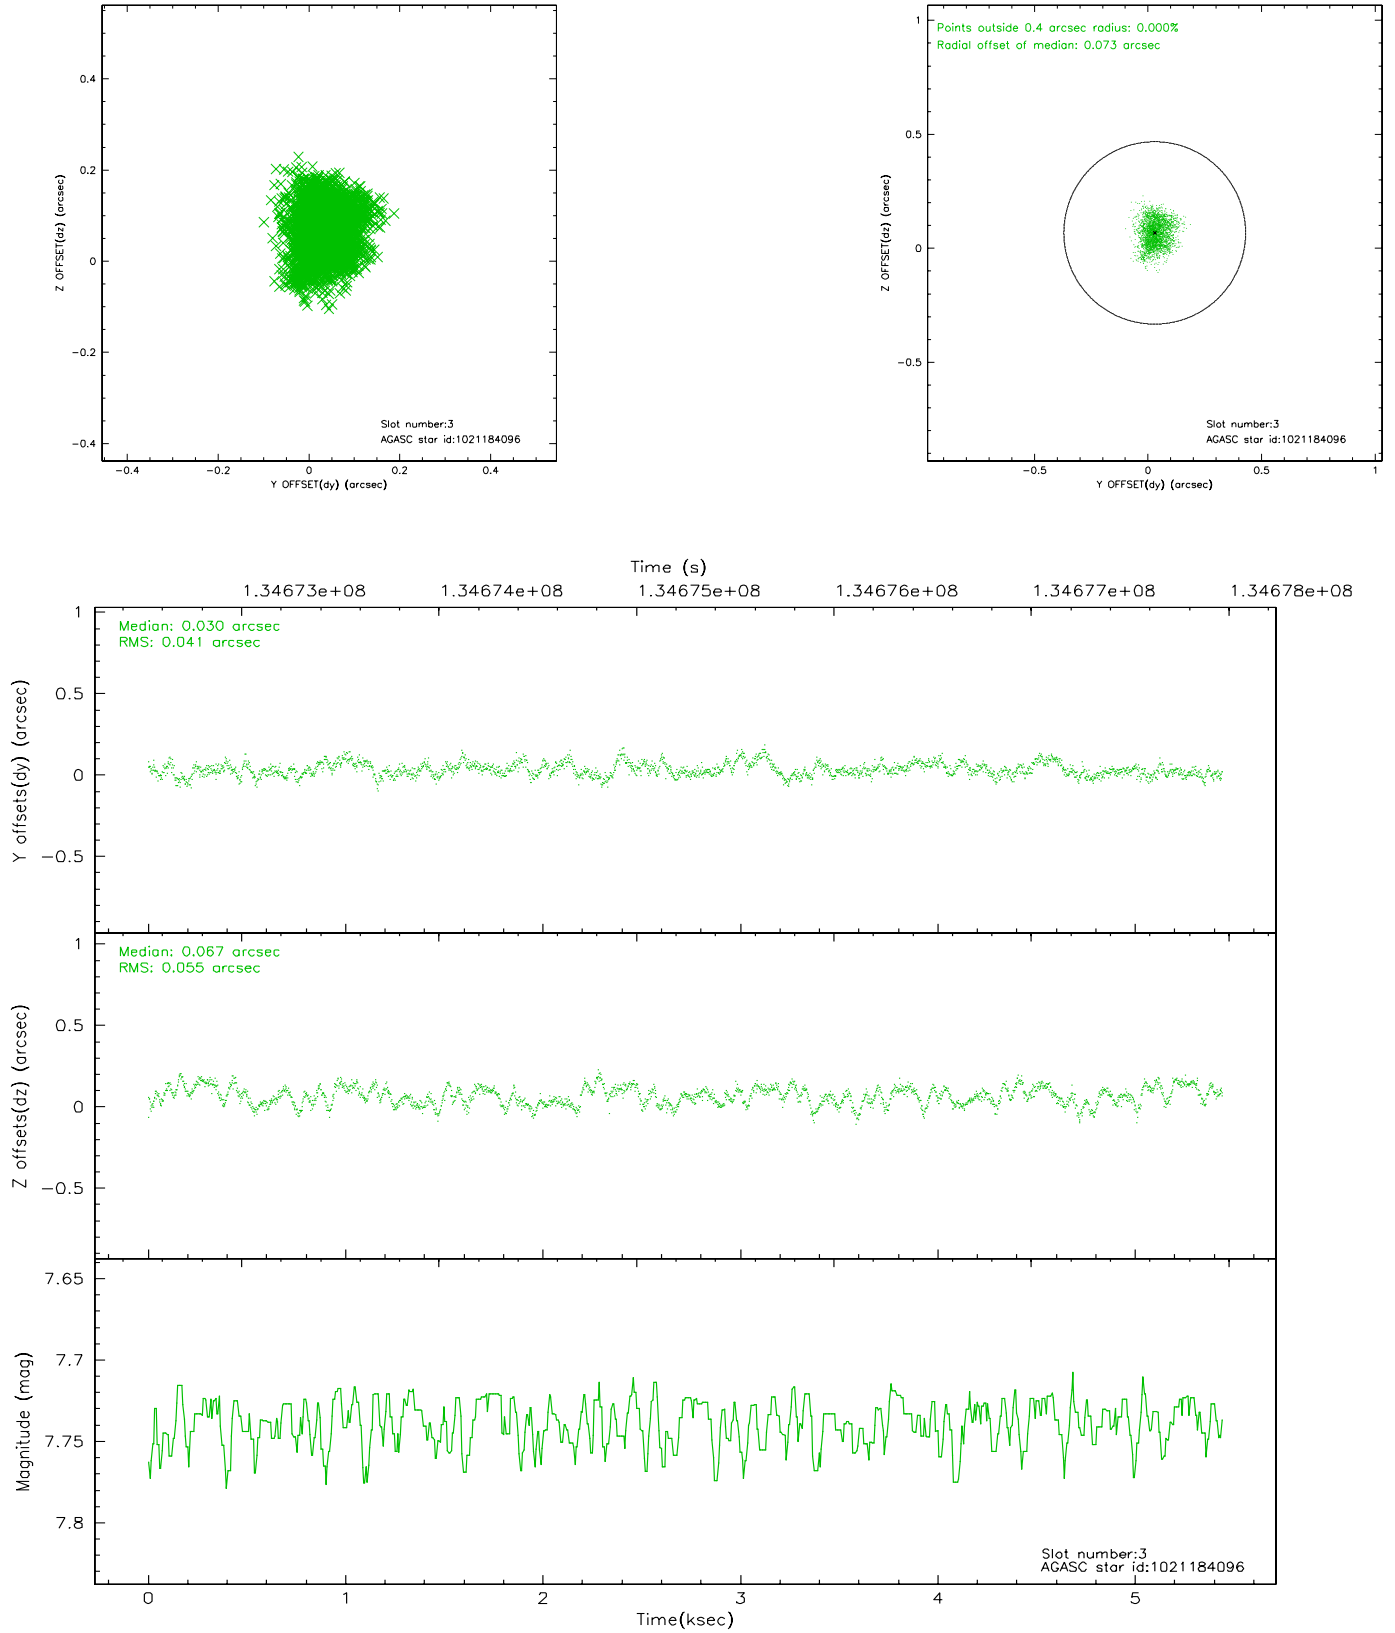 0.4
0.2
0
−0.2
−0.4
Z OFFSET(dz) (arcsec)
Slot number:3
AGASC star id:1021184096
−0.4 −0.2 0 0.2 0.4
Y OFFSET(dy) (arcsec)
Points outside 0.4 arcsec radius: 0.000%
Radial offset of median: 0.073 arcsec
1
0.5
0
−0.5
Z OFFSET(dz) (arcsec)
Slot number:3
AGASC star id:1021184096
−0.5 0 0.5 1
Y OFFSET(dy) (arcsec)
Time (s)
1.34673e+08 1.34674e+08 1.34675e+08 1.34676e+08 1.34677e+08 1.34678e+08
Median: 0.030 arcsec
RMS: 0.041 arcsec
1
0.5
0
−0.5
Y offsets(dy) (arcsec)
Median: 0.067 arcsec
RMS: 0.055 arcsec
1
0.5
0
−0.5
Z offsets(dz) (arcsec)
7.65
7.7
7.75
7.8
Magnitude (mag)
Slot number:3
AGASC star id:1021184096
0 1 2 3 4 5
Time(ksec)